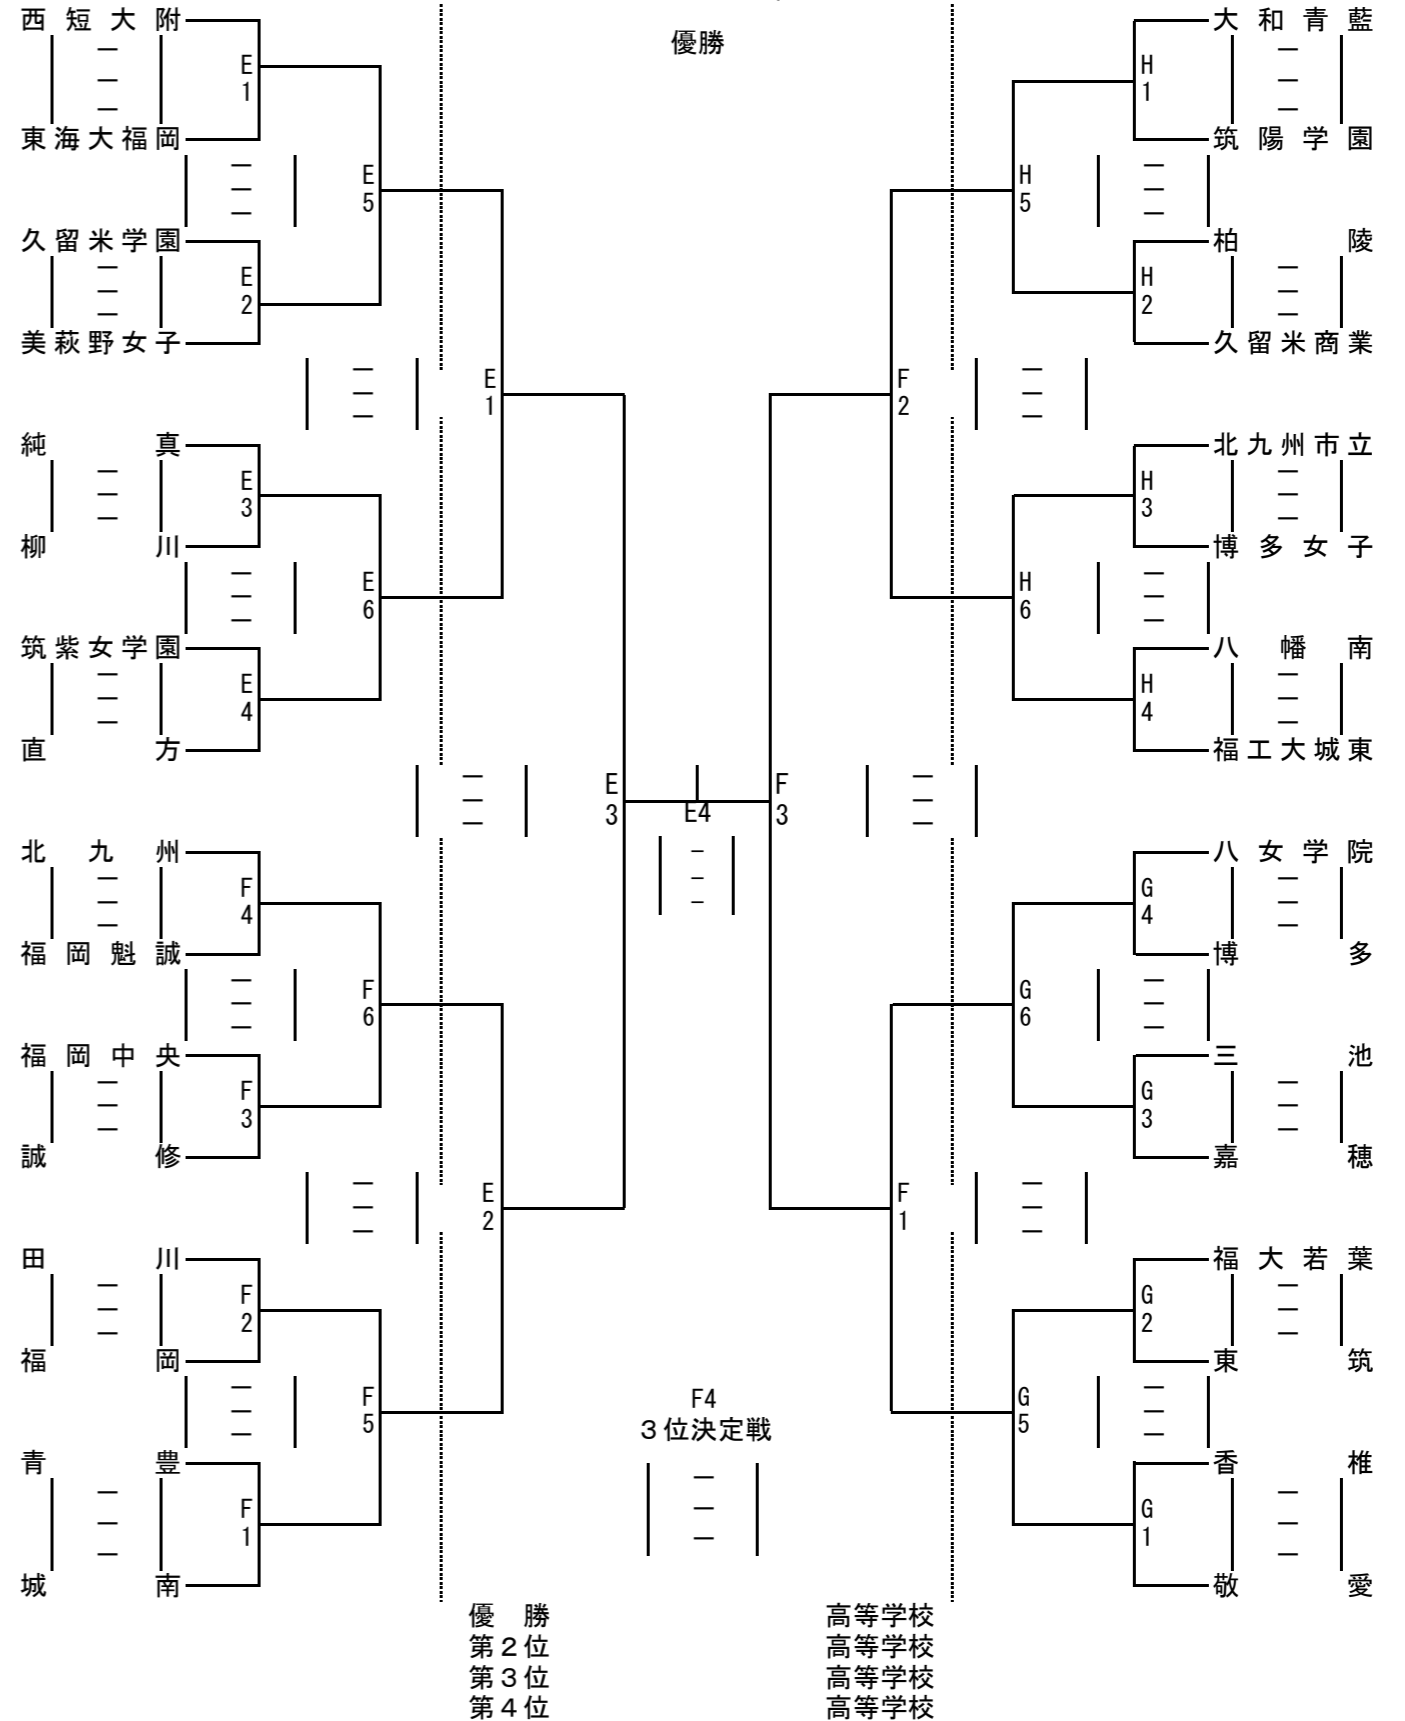 優勝
西短大附
E1
東海大福岡
E5
久留米学園
E2
美萩野女子
E1
純真
E3
柳川
E6
筑紫女学園
E4
直方
E3
北九州
F4
福岡魁誠
F6
福岡中央
F3
誠修
E2
田川
F2
福岡
F5
青豊
F1
城南
E4
F4
3位決定戦
大和青藍
H1
筑陽学園
H5
柏陵
H2
久留米商業
F2
北九州市立
H3
博多女子
H6
八幡南
H4
福工大城東
F3
八女学院
G4
博多
G6
三池
G3
嘉穂
F1
福大若葉
G2
東筑
G5
香椎
G1
敬愛
優勝 高等学校
第2位 高等学校
第3位 高等学校
第4位 高等学校